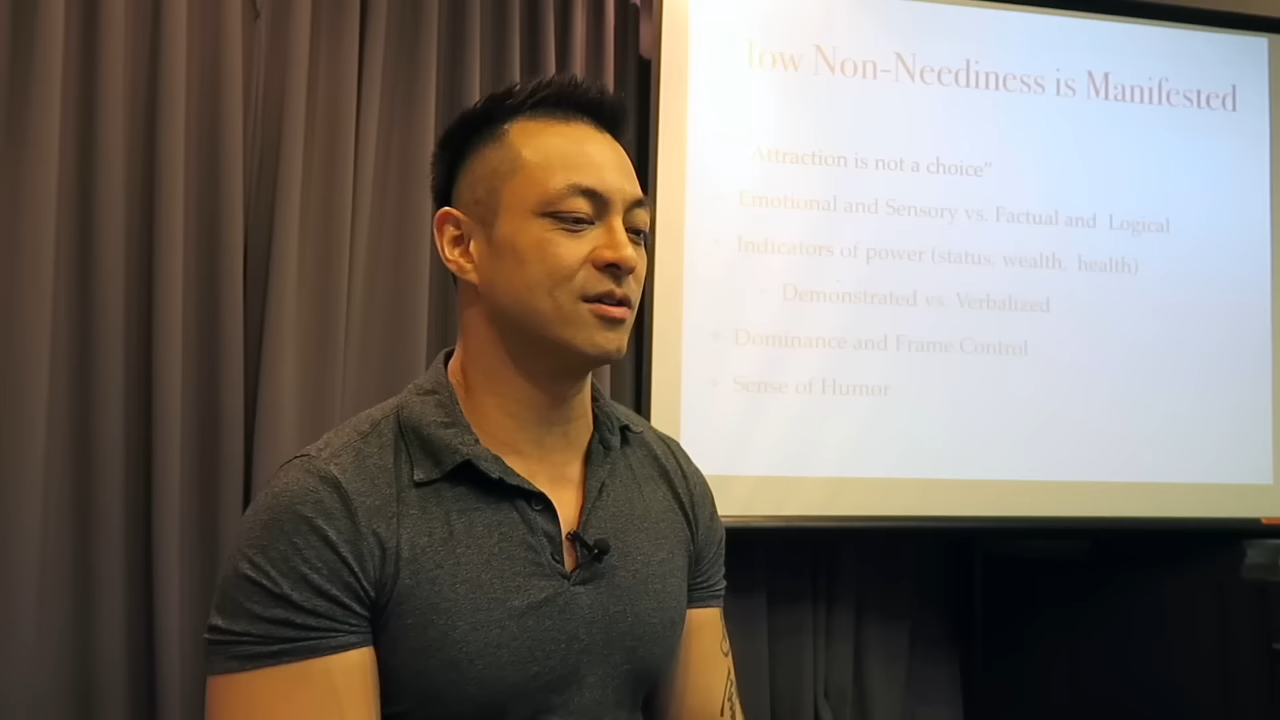 low Non-Neediness is Manifested
Attraction is not a choice"
Emotional and Sensory vs. Factual and Logical
Indicators of power (status, wealth, health)
Demonstrated vs. Verbalized
Dominance and Frame Control
Sense of Humor